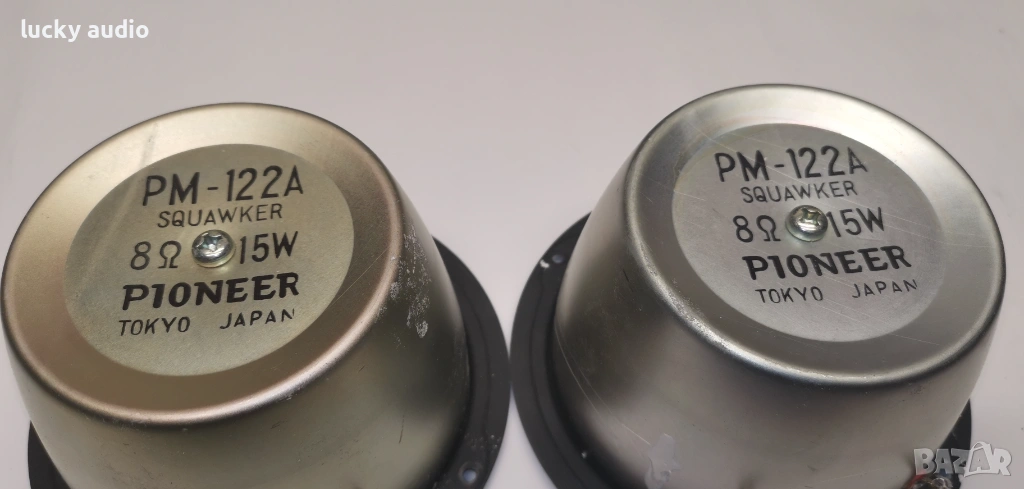 lucky audio
PM-122A
SQUAWKER
8Ω 15W
PIONEER
TOKYO JAPAN
PM-122A
SQUAWKER
8Ω 15W
PIONEER
TOKYO JAPAN
BAZAR